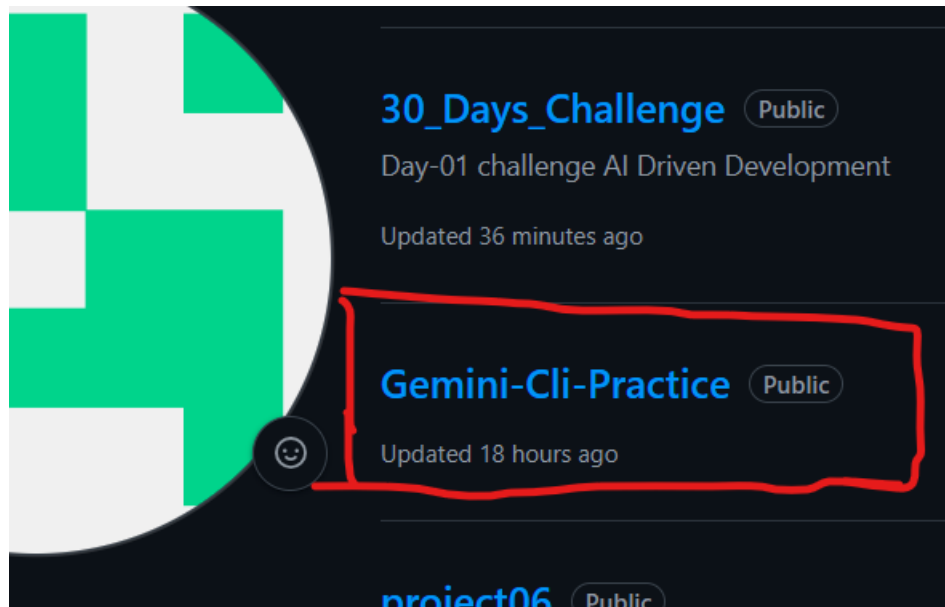 30_Days_Challenge Public
Day-01 challenge AI Driven Development
Updated 36 minutes ago
Gemini-Cli-Practice Public
Updated 18 hours ago
project06 Public